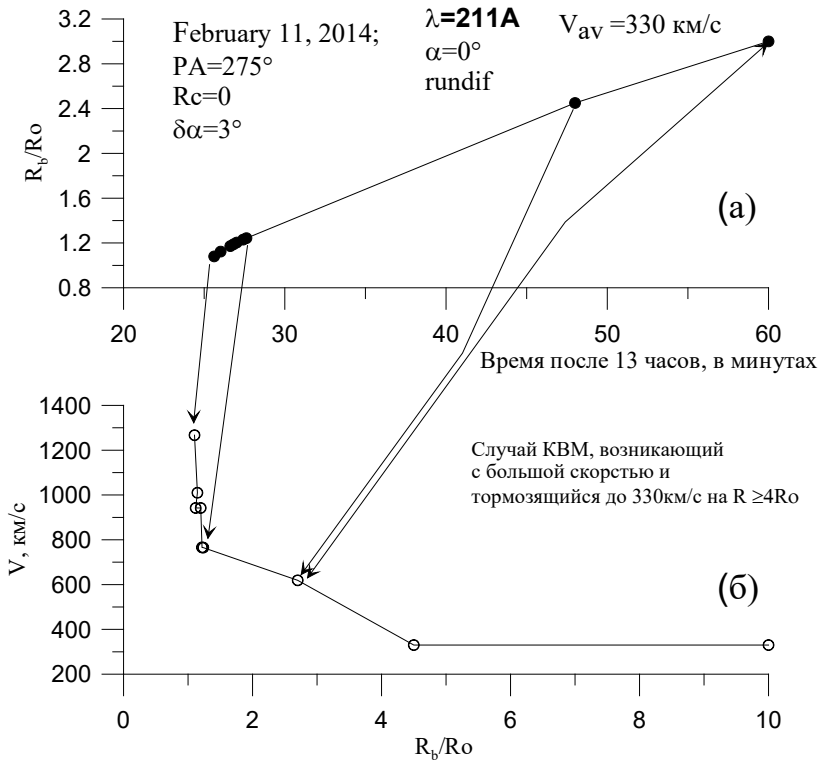 February 11, 2014;
PA=275°
Rc=0
δα=3°
λ=211A
α=0°
rundif
Vav =330 км/с
3.2
2.8
2.4
2
1.6
1.2
0.8
Rb/Ro
(а)
20 30 40 50 60
Время после 13 часов, в минутах
1400
1200
1000
800
600
400
200
V, км/с
Случай КВМ, возникающий
с большой скорстью и
тормозящийся до 330км/с на R ≥4Ro
(б)
0 2 4 6 8 10
Rb/Ro